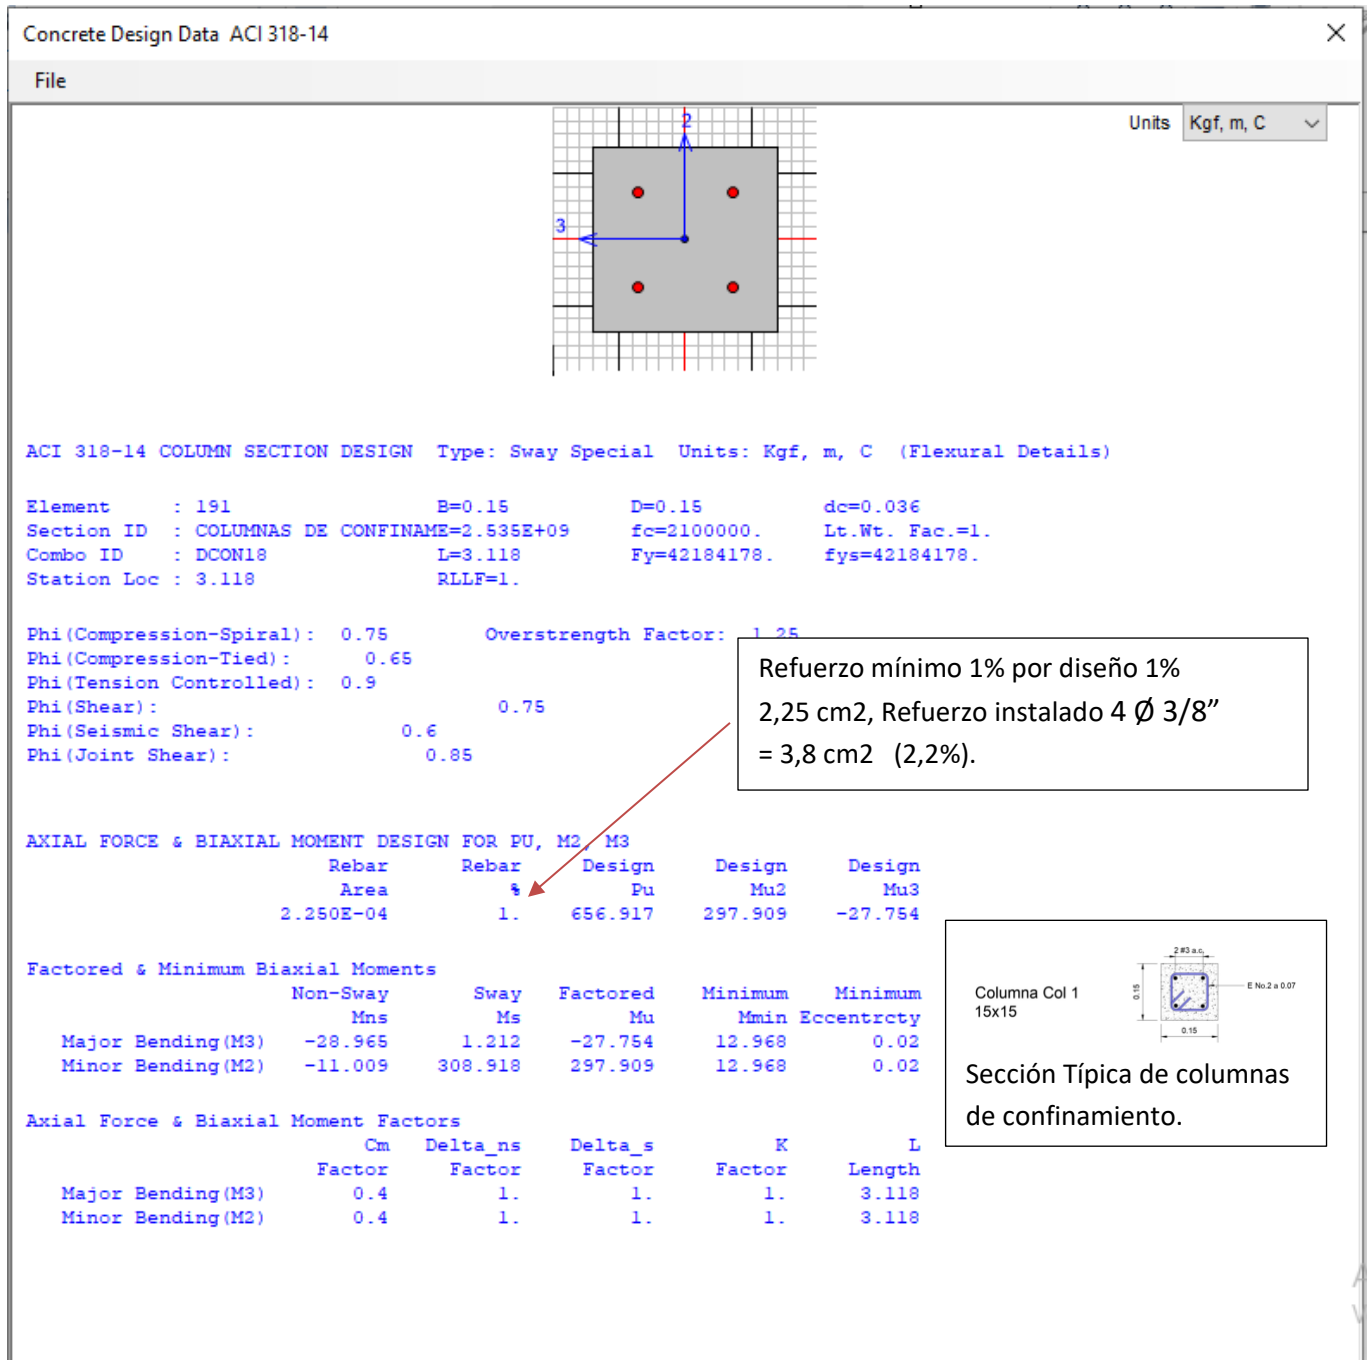 Concrete Design Data ACI 318-14
File
Units Kgf, m, C
2
3
ACI 318-14 COLUMN SECTION DESIGN Type: Sway Special Units: Kgf, m, C (Flexural Details)
Element : 191 B=0.15 D=0.15 dc=0.036
Section ID : COLUMNAS DE CONFINAME=2.535E+09 fc=2100000. Lt.Wt. Fac.=1.
Combo ID : DCON18 L=3.118 Fy=42184178. fys=42184178.
Station Loc : 3.118 RLLF=1.
Phi(Compression-Spiral): 0.75 Overstrength Factor: 1.25
Phi(Compression-Tied): 0.65
Phi(Tension Controlled): 0.9
Phi(Shear): 0.75
Phi(Seismic Shear): 0.6
Phi(Joint Shear): 0.85
Refuerzo mínimo 1% por diseño 1%
2,25 cm2, Refuerzo instalado 4 Ø 3/8”
= 3,8 cm2 (2,2%).
AXIAL FORCE & BIAXIAL MOMENT DESIGN FOR PU, M2, M3
Rebar Rebar Design Design Design
Area % Pu Mu2 Mu3
2.250E-04 1. 656.917 297.909 -27.754
Factored & Minimum Biaxial Moments
Non-Sway Sway Factored Minimum Minimum
Mns Ms Mu Mmin Eccentrcty
Major Bending(M3) -28.965 1.212 -27.754 12.968 0.02
Minor Bending(M2) -11.009 308.918 297.909 12.968 0.02
Axial Force & Biaxial Moment Factors
Cm Delta_ns Delta_s K L
Factor Factor Factor Factor Length
Major Bending(M3) 0.4 1. 1. 1. 3.118
Minor Bending(M2) 0.4 1. 1. 1. 3.118
2 #3 a.c.
Columna Col 1
15x15
0.15
E No.2 a 0.07
0.15
Sección Típica de columnas
de confinamiento.